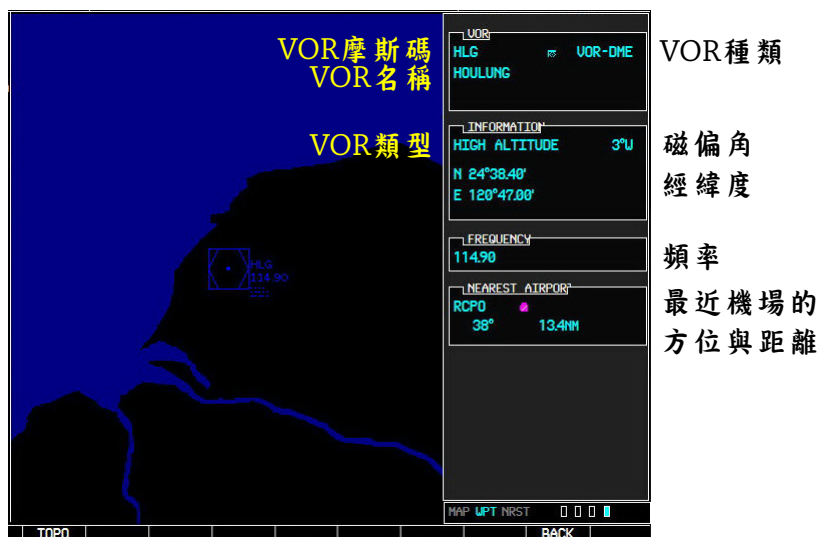 VOR摩斯碼
VOR名稱
VOR類型
HLG
114.90
VOR
HLG VOR-DME
HOULUNG
INFORMATION
HIGH ALTITUDE 3°W
N 24°38.40'
E 120°47.00'
FREQUENCY
114.90
NEAREST AIRPORT
RCPO
38° 13.4NM
MAP WPT NRST
TOPO BACK
VOR種類
磁偏角
經緯度
頻率
最近機場的
方位與距離